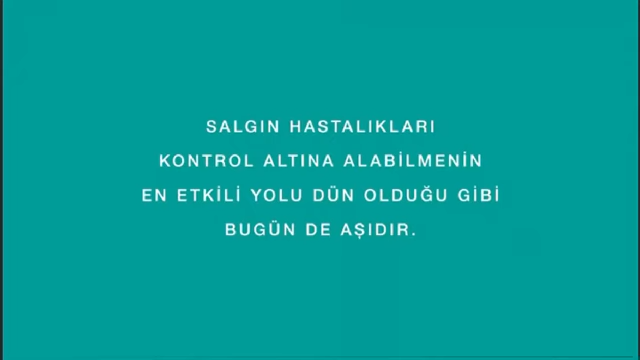 SALGIN HASTALIKLARI
KONTROL ALTINA ALABİLMENİN
EN ETKİLİ YOLU DÜN OLDUĞU GİBİ
BUGÜN DE AŞIDIR.